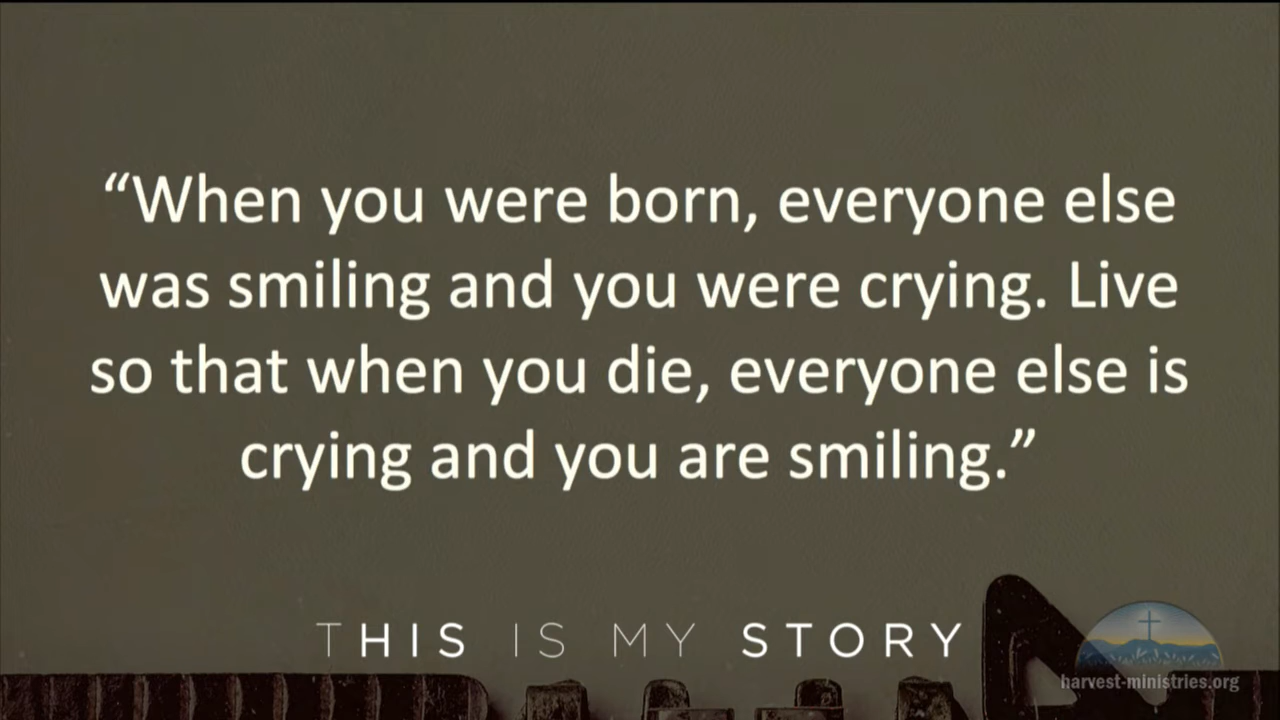 “When you were born, everyone else
was smiling and you were crying. Live
so that when you die, everyone else is
crying and you are smiling.”
THIS IS MY STORY
harvest-ministries.org